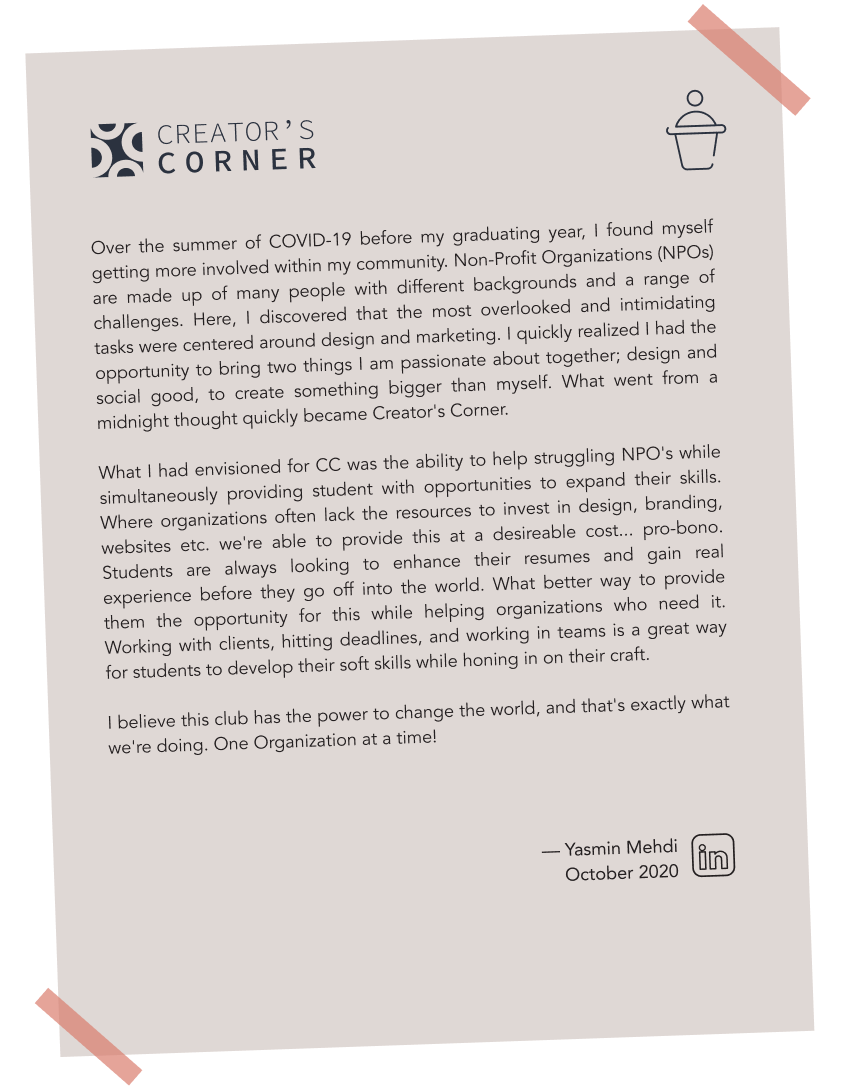 CREATOR'S
CORNER
Over the summer of COVID-19 before my graduating year, I found myself
getting more involved within my community. Non-Profit Organizations (NPOs)
are made up of many people with different backgrounds and a range of
challenges. Here, I discovered that the most overlooked and intimidating
tasks were centered around design and marketing. I quickly realized I had the
opportunity to bring two things I am passionate about together; design and
social good, to create something bigger than myself. What went from a
midnight thought quickly became Creator's Corner.
What I had envisioned for CC was the ability to help struggling NPO's while
simultaneously providing student with opportunities to expand their skills.
Where organizations often lack the resources to invest in design, branding,
websites etc. we're able to provide this at a desireable cost... pro-bono.
Students are always looking to enhance their resumes and gain real
experience before they go off into the world. What better way to provide
them the opportunity for this while helping organizations who need it.
Working with clients, hitting deadlines, and working in teams is a great way
for students to develop their soft skills while honing in on their craft.
I believe this club has the power to change the world, and that's exactly what
we're doing. One Organization at a time!
— Yasmin Mehdi
October 2020
in